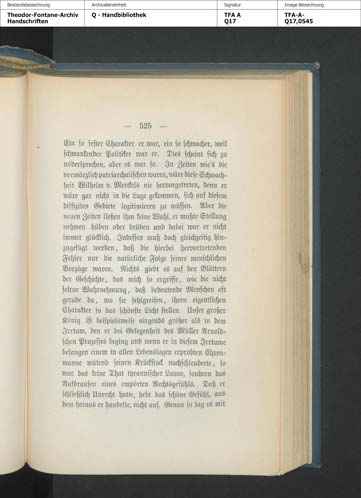 Bestandsbezeichnung
Archivalieneinheit
Signatur
Image Bezeichnung
Theodor-Fontane-Archiv
Handschriften
Q - Handbibliothek
TFA A
Q17
TFA-A-
Q17,0545
— 525 —
Ein so fester Charakter er war, ein so schwacher, weil
schwankender Politiker war er. Dies scheint sich zu
widersprechen, aber es war so. In Zeiten wie's die
vormärzlich patriarchalischen waren, wäre diese Schwach-
heit Wilhelm v. Merckels nie hervorgetreten, denn er
wäre gar nicht in die Lage gekommen, sich auf diesem
diffizilen Gebiete legitimieren zu müssen. Aber die
neuen Zeiten ließen ihm keine Wahl, er mußte Stellung
nehmen hüben oder drüben und dabei war er nicht
immer glücklich. Indessen muß doch gleichzeitig hin-
zugefügt werden, daß die hierbei hervortretenden
Fehler nur die natürliche Folge seiner menschlichen
Vorzüge waren. Nichts giebt es auf den Blättern
der Geschichte, das mich so ergriffe, wie die nicht
seltne Wahrnehmung, daß bedeutende Menschen oft
gerade da, wo sie fehlgreifen, ihren eigentlichen
Charakter in das schönste Licht stellen. Unser großer
König ist beispielsweise nirgends größer als in dem
Irrtum, den er bei Gelegenheit des Müller Arnold-
schen Prozesses beging und wenn er in diesem Irrtume
befangen einem in allen Lebenslagen erprobten Ehren-
manne wütend seinen Krückstock nachschleuderte, so
war das keine That tyrannischer Laune, sondern das
Aufbrausen eines empörten Rechtsgefühls. Daß er
schließlich Unrecht hatte, hebt das schöne Gefühl, aus
dem heraus er handelte, nicht auf. Genau so lag es mit